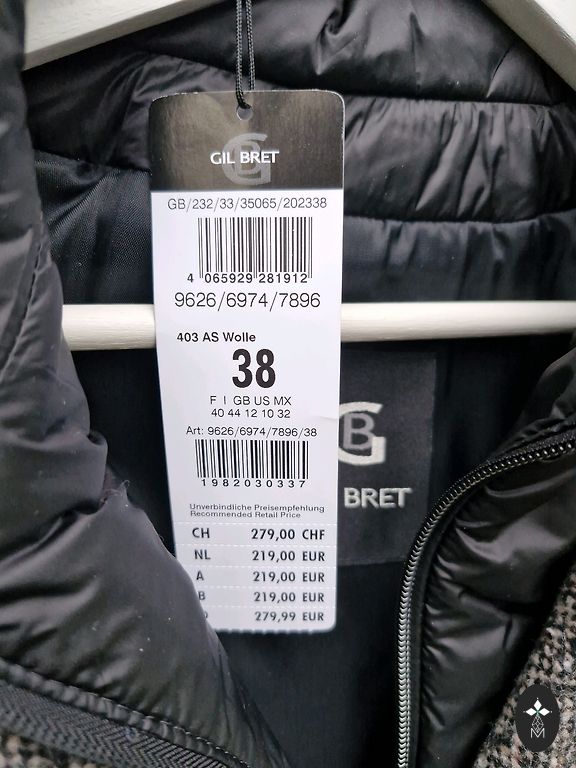 GIL BRET
GB/232/33/35065/202338
4 065929 281912
9626/6974/7896
403 AS Wolle
38
F I GB US MX
40 44 12 10 32
Art: 9626/6974/7896/38
1982030337
Unverbindliche Preisempfehlung
Recommended Retail Price
CH 279,00 CHF
NL 219,00 EUR
A 219,00 EUR
B 219,00 EUR
279,99 EUR
GB
BRET